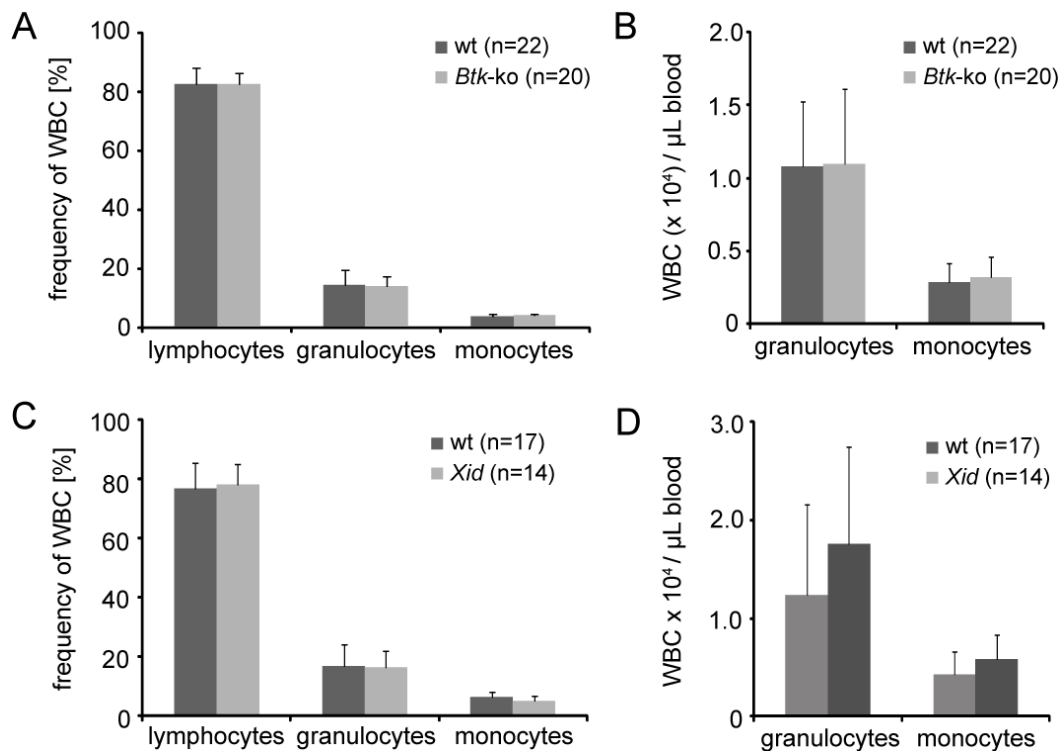 A
frequency of WBC [%]
100
80
60
40
20
0
wt (n=22)
Btk-ko (n=20)
lymphocytes granulocytes monocytes
B
WBC (x 10⁴) / µL blood
2.0
1.5
1.0
0.5
0
wt (n=22)
Btk-ko (n=20)
granulocytes monocytes
C
frequency of WBC [%]
100
80
60
40
20
0
wt (n=17)
Xid (n=14)
lymphocytes granulocytes monocytes
D
WBC x 10⁴ / µL blood
3.0
2.0
1.0
0.0
wt (n=17)
Xid (n=14)
granulocytes monocytes